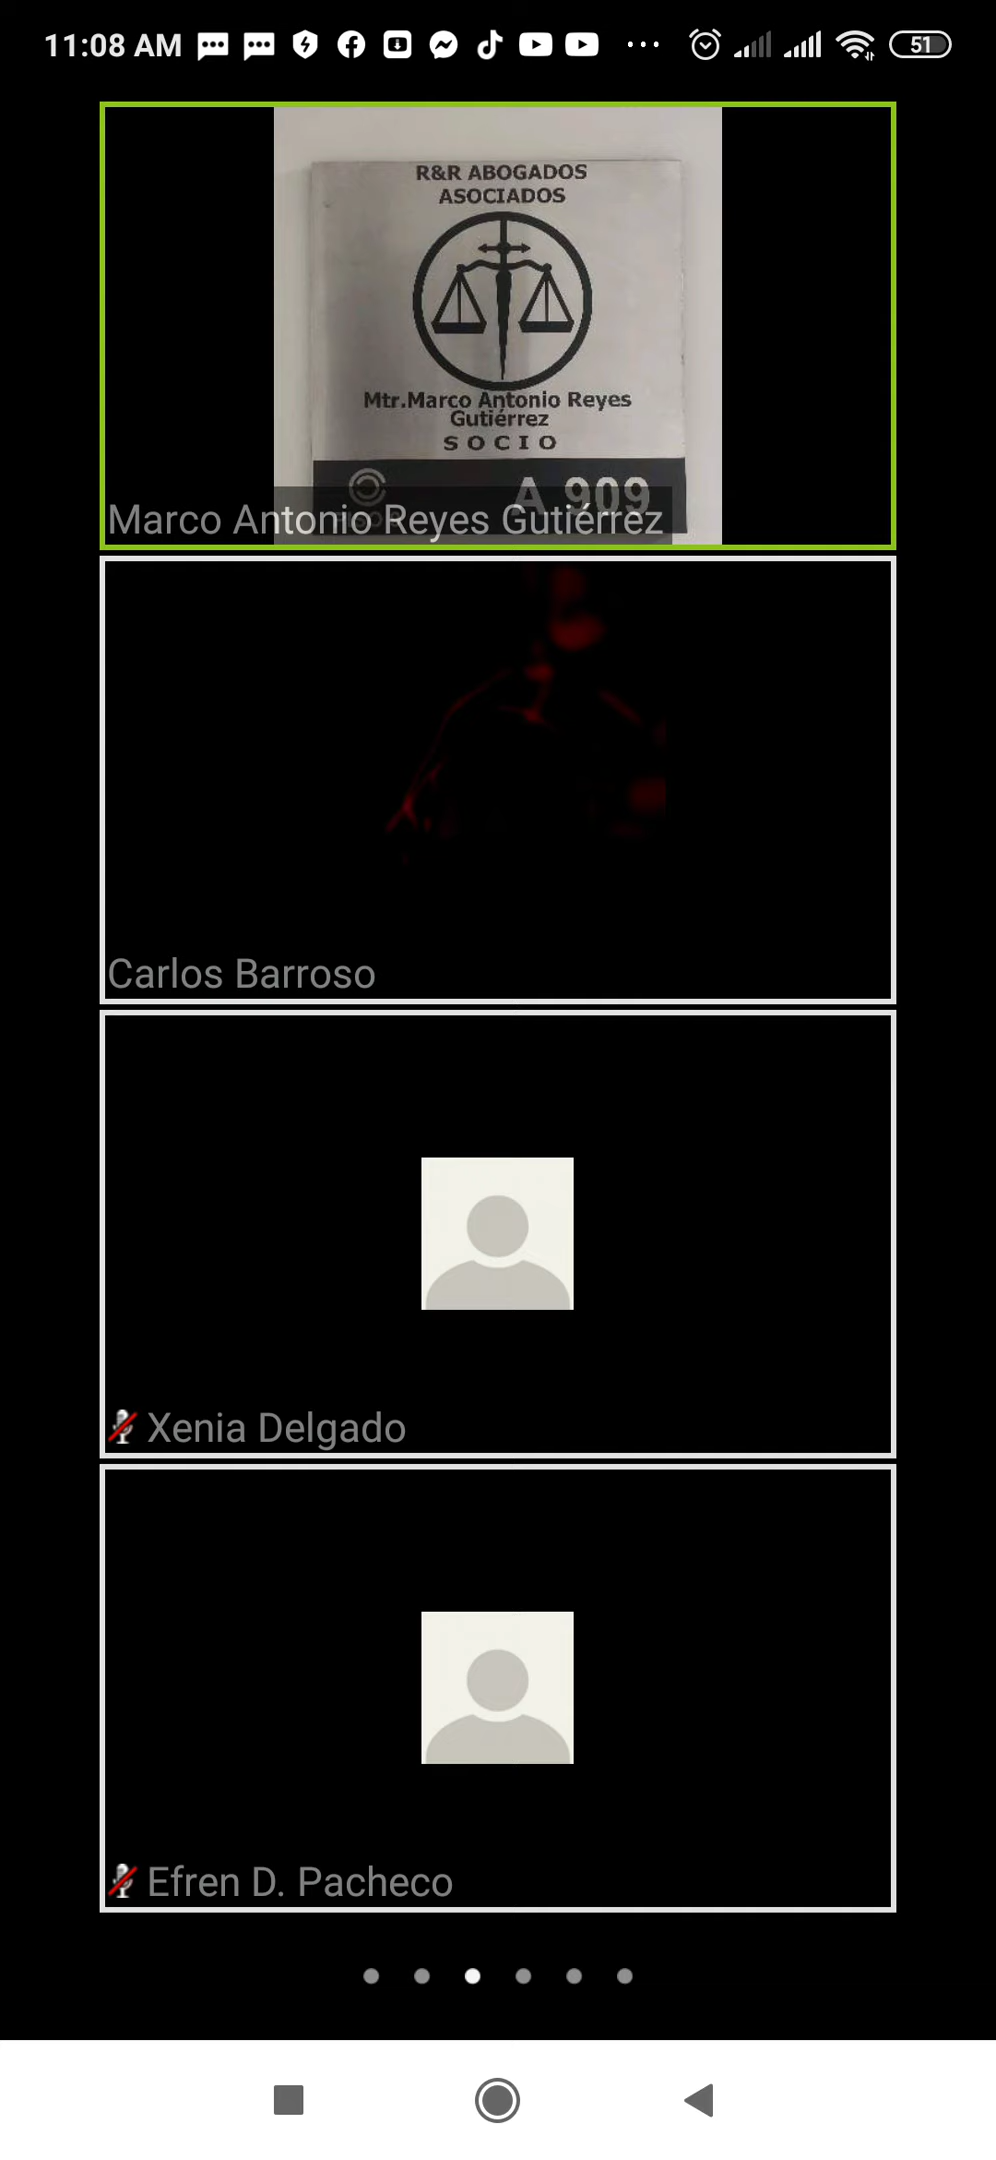 11:08 AM
51
R&R ABOGADOS
ASOCIADOS
Mtr.Marco Antonio Reyes
Gutiérrez
SOCIO
A 909
Marco Antonio Reyes Gutiérrez
Carlos Barroso
Xenia Delgado
Efren D. Pacheco